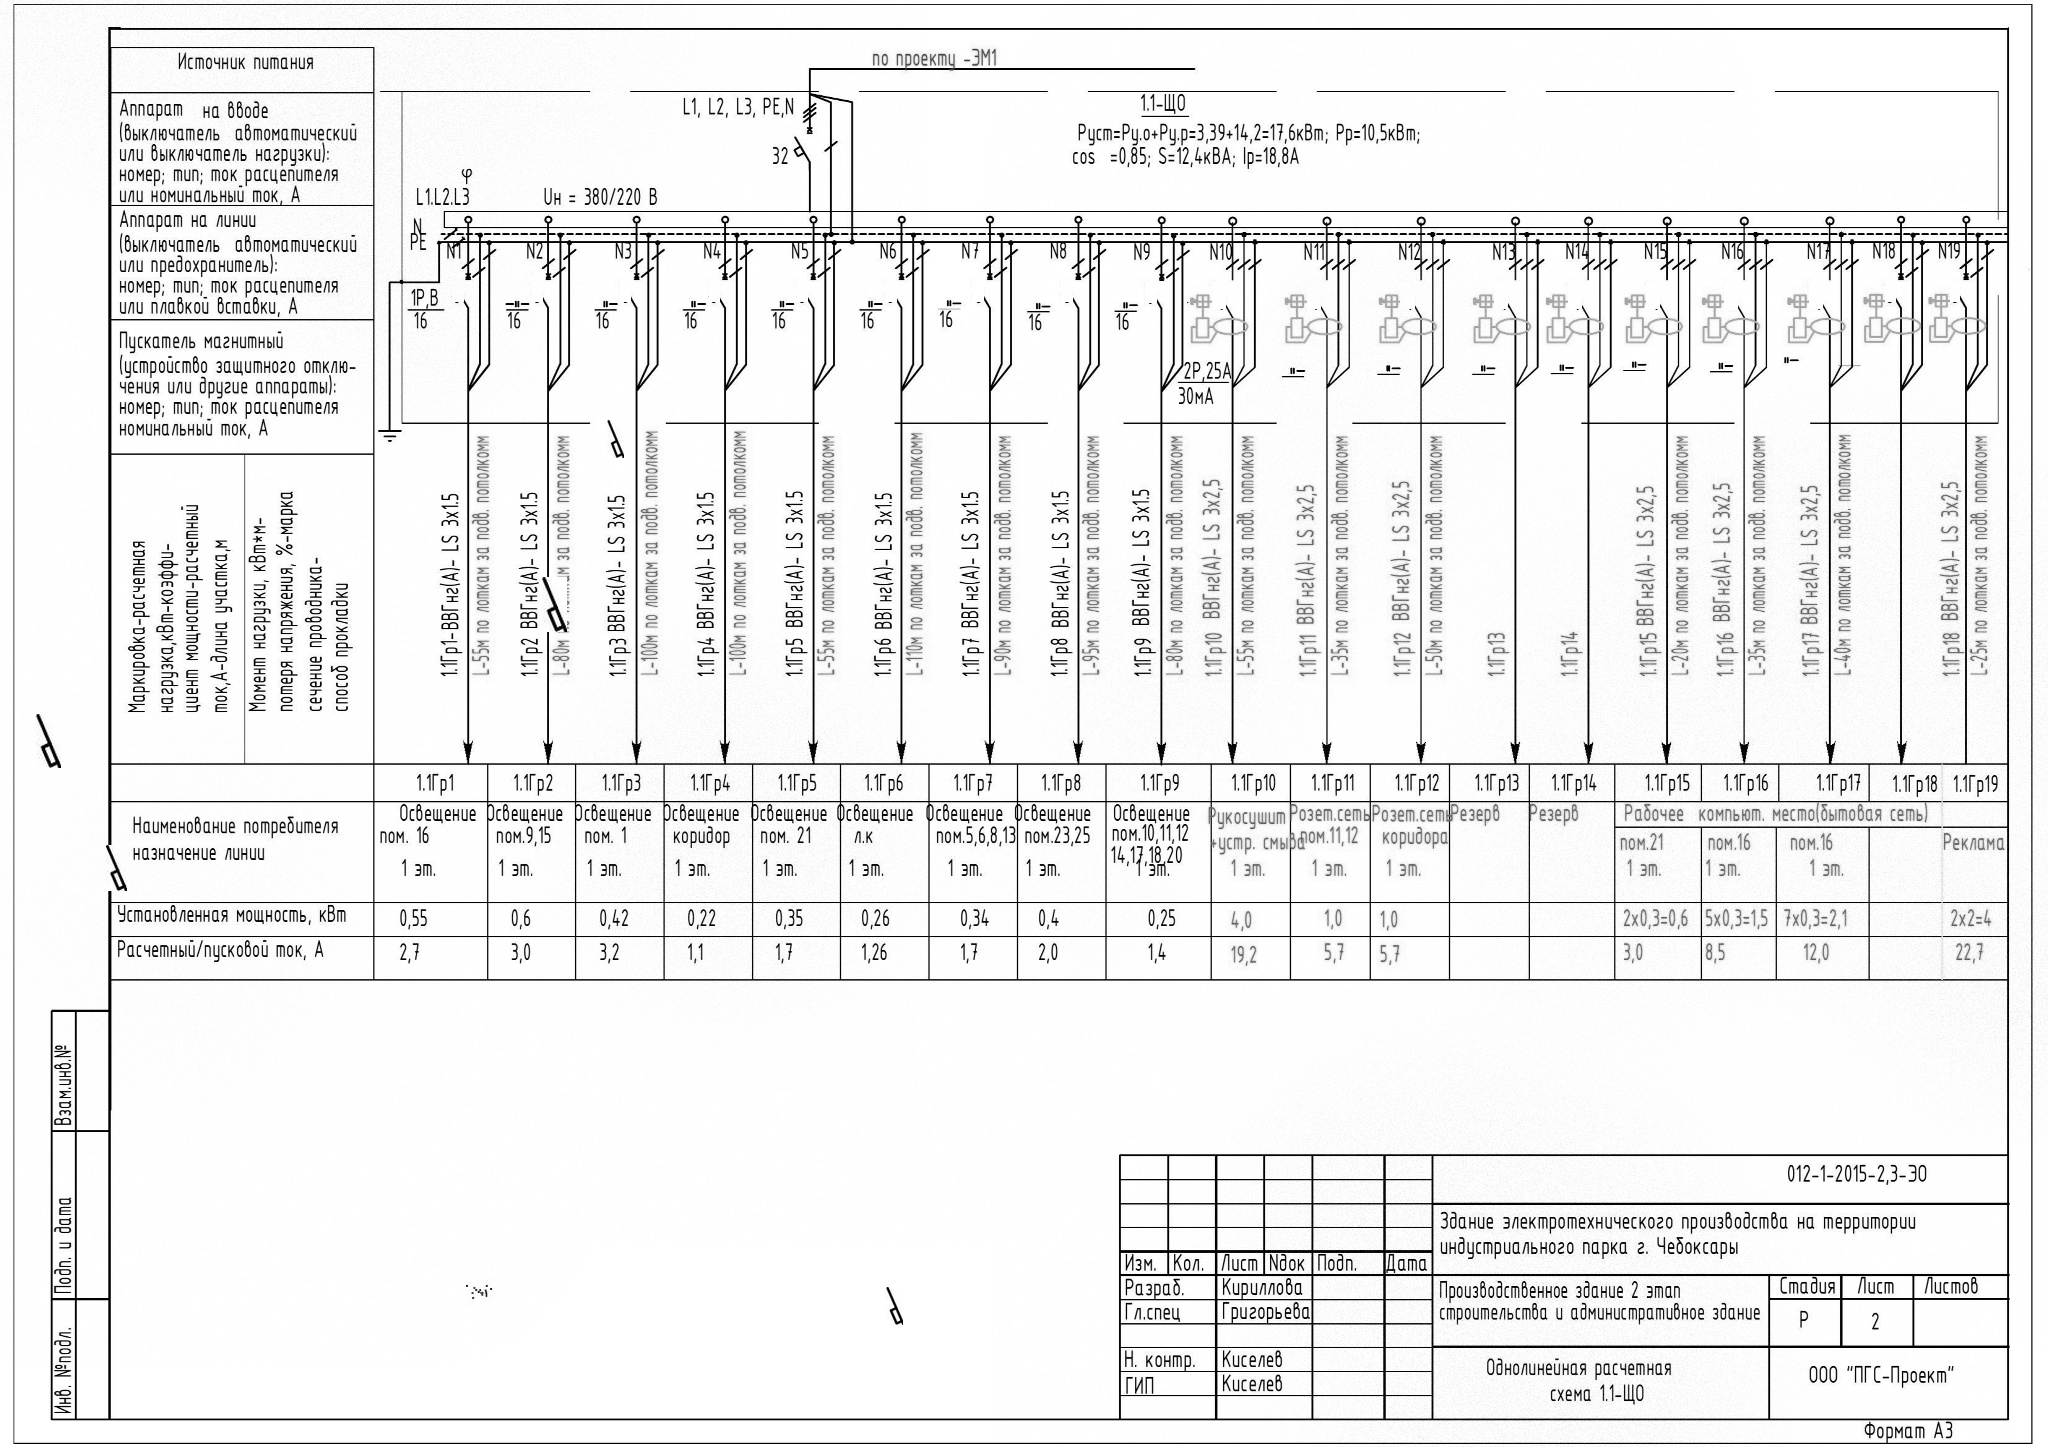 Источник питания
Аппарат на вводе
(выключатель автоматический
или выключатель нагрузки):
номер; тип; ток расцепителя
или номинальный ток, А
Аппарат на линии
(выключатель автоматический
или предохранитель):
номер; тип; ток расцепителя
или плавкой вставки, А
Пускатель магнитный
(устройство защитного отклю-
чения или другие аппараты):
номер; тип; ток расцепителя
номинальный ток, А
Маркировка-расчетная
нагрузка,кВт-коэффи-
циент мощности-расчетный
ток,А-длина участка,м
Момент нагрузки, кВт*м-
потеря напряжения, %-марка
сечение проводника-
способ прокладки
по проекту -ЭМ1
L1, L2, L3, PE,N
32
1.1-ЩО
Руст=Ру.о+Ру.р=3,39+14,2=17,6кВт; Рр=10,5кВт;
cos =0,85; S=12,4кВА; Iр=18,8А
φ
L1.L2.L3
Uн = 380/220 В
N
PE
N1 N2 N3 N4 N5 N6 N7 N8 N9 N10 N11 N12 N13 N14 N15 N16 N17 N18 N19
1Р,В
16
-"- 16
-"- 16
-"- 16
-"- 16
-"- 16
-"- 16
-"- 16
-"- 16
2Р,25А
30мА
"- "- "- "- "- "- "-
1.1Гр1-ВВГнг(А)- LS 3х1.5
L-55м по лоткам за подв. потолкомм
1.1Гр2 ВВГнг(А)- LS 3х1.5
L-80м за подв. потолкомм
1.1Гр3 ВВГнг(А)- LS 3х1.5
L-100м по лоткам за подв. потолкомм
1.1Гр4 ВВГнг(А)- LS 3х1.5
L-100м по лоткам за подв. потолкомм
1.1Гр5 ВВГнг(А)- LS 3х1.5
L-55м по лоткам за подв. потолкомм
1.1Гр6 ВВГнг(А)- LS 3х1.5
L-110м по лоткам за подв. потолкомм
1.1Гр7 ВВГнг(А)- LS 3х1.5
L-90м по лоткам за подв. потолкомм
1.1Гр8 ВВГнг(А)- LS 3х1.5
L-95м по лоткам за подв. потолкомм
1.1Гр9 ВВГнг(А)- LS 3х1.5
L-80м по лоткам за подв. потолкомм
1.1Гр10 ВВГнг(А)- LS 3х2,5
L-55м по лоткам за подв. потолкомм
1.1Гр11 ВВГнг(А)- LS 3х2,5
L-35м по лоткам за подв. потолкомм
1.1Гр12 ВВГнг(А)- LS 3х2,5
L-50м по лоткам за подв. потолкомм
1.1Гр13
1.1Гр14
1.1Гр15 ВВГнг(А)- LS 3х2,5
L-20м по лоткам за подв. потолкомм
1.1Гр16 ВВГнг(А)- LS 3х2,5
L-35м по лоткам за подв. потолкомм
1.1Гр17 ВВГнг(А)- LS 3х2,5
L-40м по лоткам за подв. потолкомм
1.1Гр18 ВВГнг(А)- LS 3х2,5
L-25м по лоткам за подв. потолкомм
1.1Гр1 1.1Гр2 1.1Гр3 1.1Гр4 1.1Гр5 1.1Гр6 1.1Гр7 1.1Гр8 1.1Гр9 1.1Гр10 1.1Гр11 1.1Гр12 1.1Гр13 1.1Гр14 1.1Гр15 1.1Гр16 1.1Гр17 1.1Гр18 1.1Гр19
Наименование потребителя
назначение линии
Освещение
пом. 16
1 эт.
Освещение
пом.9,15
1 эт.
Освещение
пом. 1
1 эт.
Освещение
коридор
1 эт.
Освещение
пом. 21
1 эт.
Освещение
л.к
1 эт.
Освещение
пом.5,6,8,13
1 эт.
Освещение
пом.23,25
1 эт.
Освещение
пом.10,11,12
14,17,18,20
1 эт.
Рукосушит
+устр. смыва
1 эт.
Розет.сеть
пом.11,12
1 эт.
Розет.сеть
коридора
1 эт.
Резерв
Резерв
Рабочее компьют. место(бытовая сеть)
пом.21
1 эт.
пом.16
1 эт.
пом.16
1 эт.
Реклама
Установленная мощность, кВт 0,55 0,6 0,42 0,22 0,35 0,26 0,34 0,4 0,25 4,0 1,0 1,0 2х0,3=0,6 5х0,3=1,5 7х0,3=2,1 2х2=4
Расчетный/пусковой ток, А 2,7 3,0 3,2 1,1 1,7 1,26 1,7 2,0 1,4 19,2 5,7 5,7 3,0 8,5 12,0 22,7
Взам.инв.№
Подп. и дата
Инв. №подл.
012-1-2015-2,3-ЭО
Здание электротехнического производства на территории
индустриального парка г. Чебоксары
Изм. Кол. Лист Nдок Подп. Дата
Разраб. Кириллова
Гл.спец Григорьева
Н. контр. Киселев
ГИП Киселев
Производственное здание 2 этап
строительства и административное здание
Стадия Лист Листов
Р 2
Однолинейная расчетная
схема 1.1-ЩО
ООО "ПГС-Проект"
Формат А3